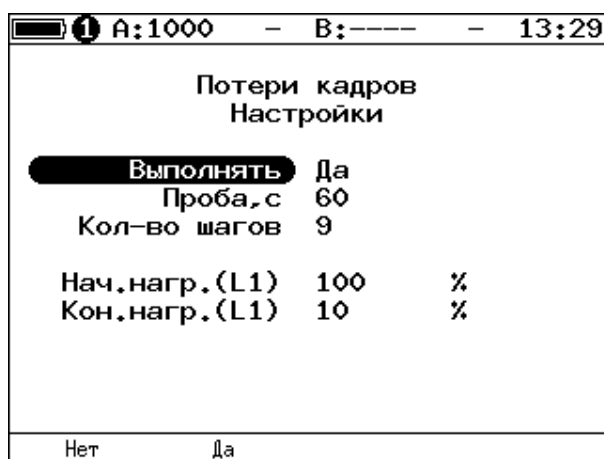 1 A:1000 – B:---- – 13:29
Потери кадров
Настройки
Выполнять Да
Проба,с 60
Кол-во шагов 9
Нач.нагр.(L1) 100 %
Кон.нагр.(L1) 10 %
Нет Да